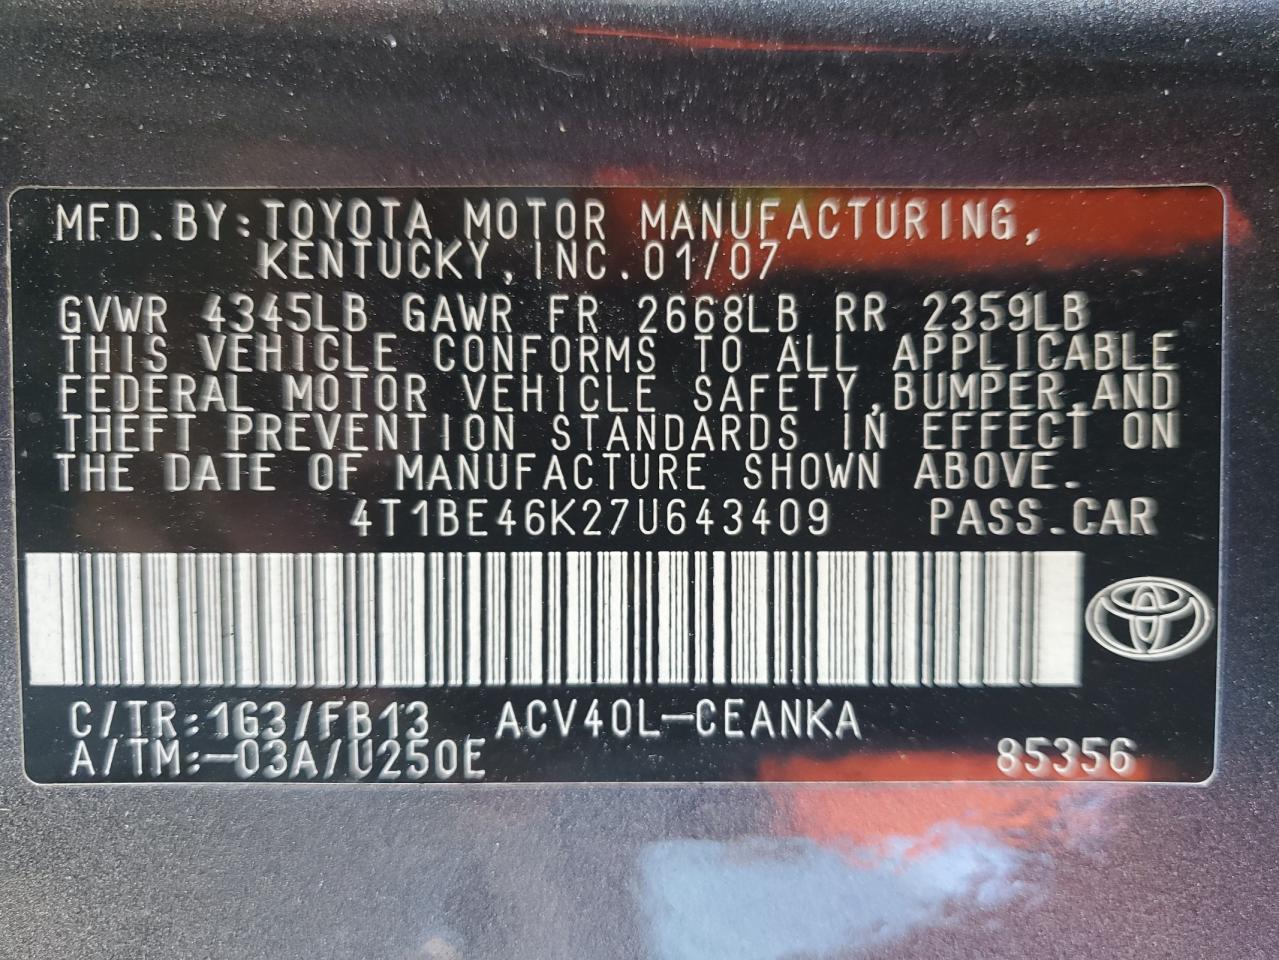 MFD.BY:TOYOTA MOTOR MANUFACTURING,
KENTUCKY,INC.01/07
GVWR 4345LB GAWR FR 2668LB RR 2359LB
THIS VEHICLE CONFORMS TO ALL APPLICABLE
FEDERAL MOTOR VEHICLE SAFETY,BUMPER,AND
THEFT PREVENTION STANDARDS IN EFFECT ON
THE DATE OF MANUFACTURE SHOWN ABOVE.
4T1BE46K27U643409 PASS.CAR
C/TR:1G3/FB13 ACV40L-CEANKA
A/TM:-03A/U250E 85356